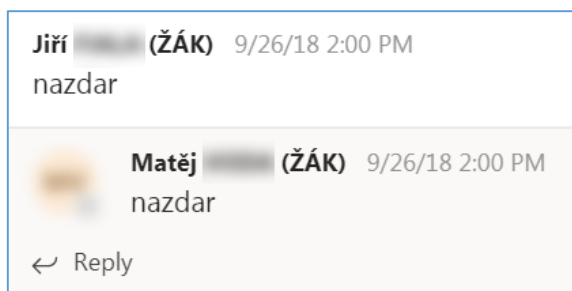 Jiří (ŽÁK) 9/26/18 2:00 PM
nazdar
Matěj (ŽÁK) 9/26/18 2:00 PM
nazdar
Reply